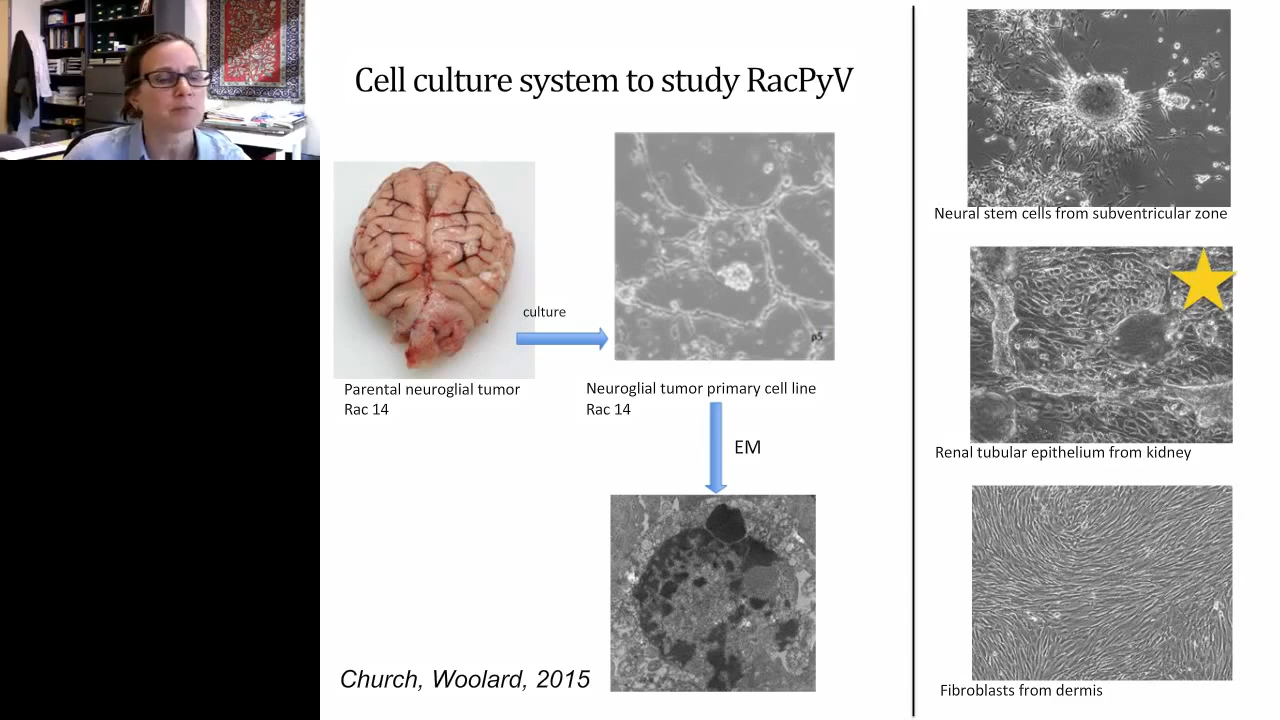 Cell culture system to study RacPyV
culture
Parental neuroglial tumor
Rac 14
p5
Neuroglial tumor primary cell line
Rac 14
EM
Church, Woolard, 2015
Neural stem cells from subventricular zone
Renal tubular epithelium from kidney
Fibroblasts from dermis